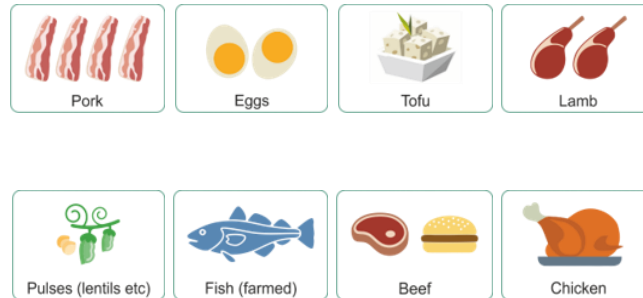 Pork
Eggs
Tofu
Lamb
Pulses (lentils etc)
Fish (farmed)
Beef
Chicken